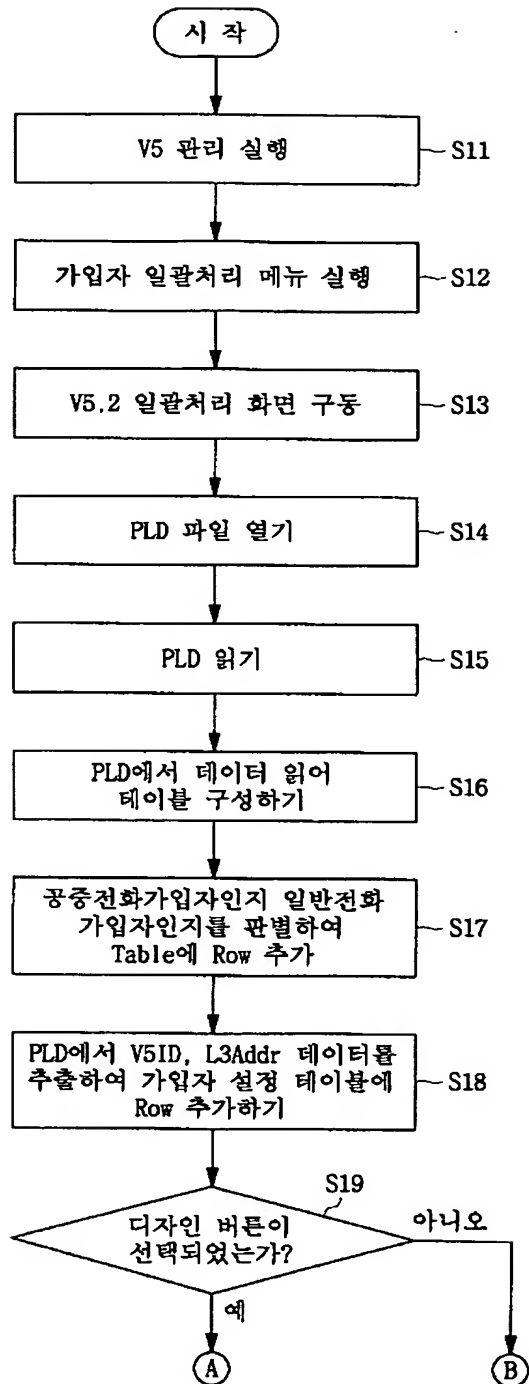 시 작
V5 관리 실행
S11
가입자 일괄처리 메뉴 실행
S12
V5.2 일괄처리 화면 구동
S13
PLD 파일 열기
S14
PLD 읽기
S15
PLD에서 데이터 읽어
테이블 구성하기
S16
공중전화가입자인지 일반전화
가입자인지를 판별하여
Table에 Row 추가
S17
PLD에서 V5ID, L3Addr 데이터를
추출하여 가입자 설정 테이블에
Row 추가하기
S18
S19
디자인 버튼이
선택되었는가?
아니오
예
A
B